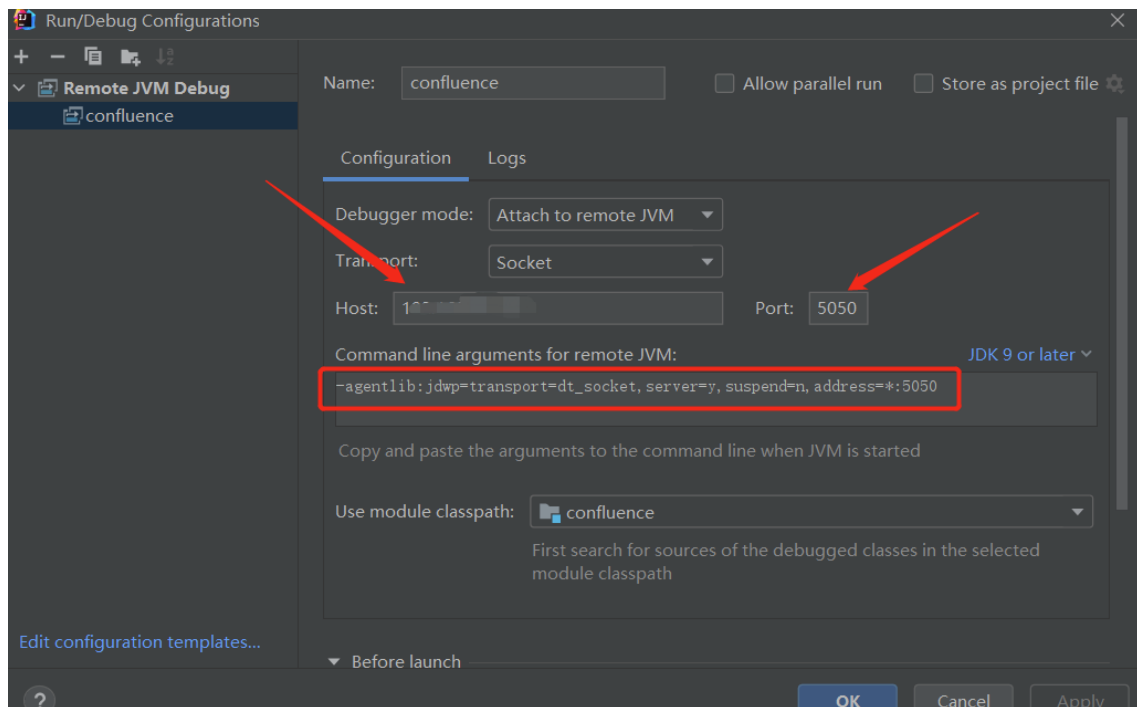 Run/Debug Configurations
Remote JVM Debug
confluence
Edit configuration templates...
Name: confluence
Allow parallel run
Store as project file
Configuration Logs
Debugger mode: Attach to remote JVM
Transport: Socket
Host: Port: 5050
Command line arguments for remote JVM: JDK 9 or later
-agentlib:jdwp=transport=dt_socket,server=y,suspend=n,address=*:5050
Copy and paste the arguments to the command line when JVM is started
Use module classpath: confluence
First search for sources of the debugged classes in the selected
module classpath
Before launch
?
OK Cancel Apply